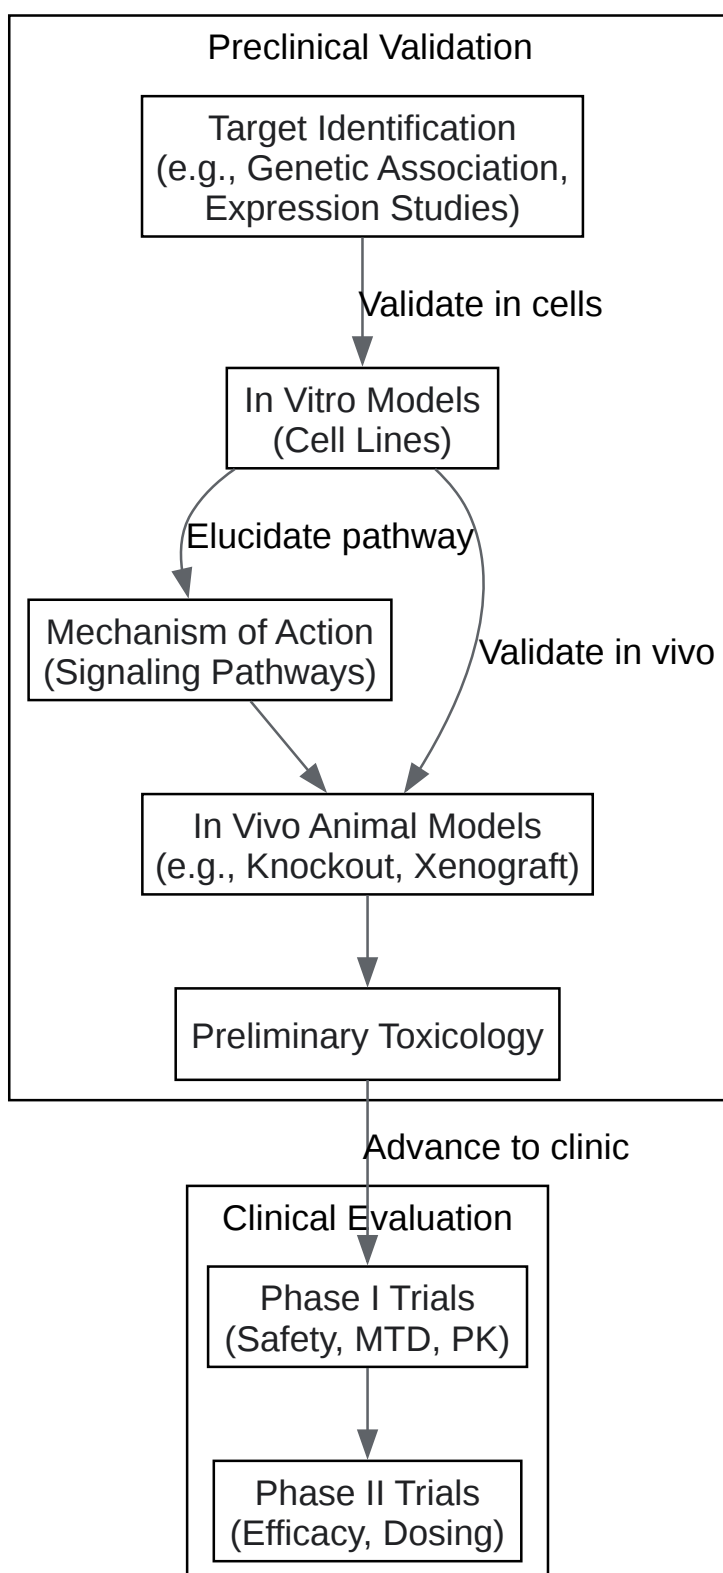 Preclinical Validation
Target Identification
(e.g., Genetic Association,
Expression Studies)
Validate in cells
In Vitro Models
(Cell Lines)
Elucidate pathway
Mechanism of Action
(Signaling Pathways)
Validate in vivo
In Vivo Animal Models
(e.g., Knockout, Xenograft)
Preliminary Toxicology
Advance to clinic
Clinical Evaluation
Phase I Trials
(Safety, MTD, PK)
Phase II Trials
(Efficacy, Dosing)